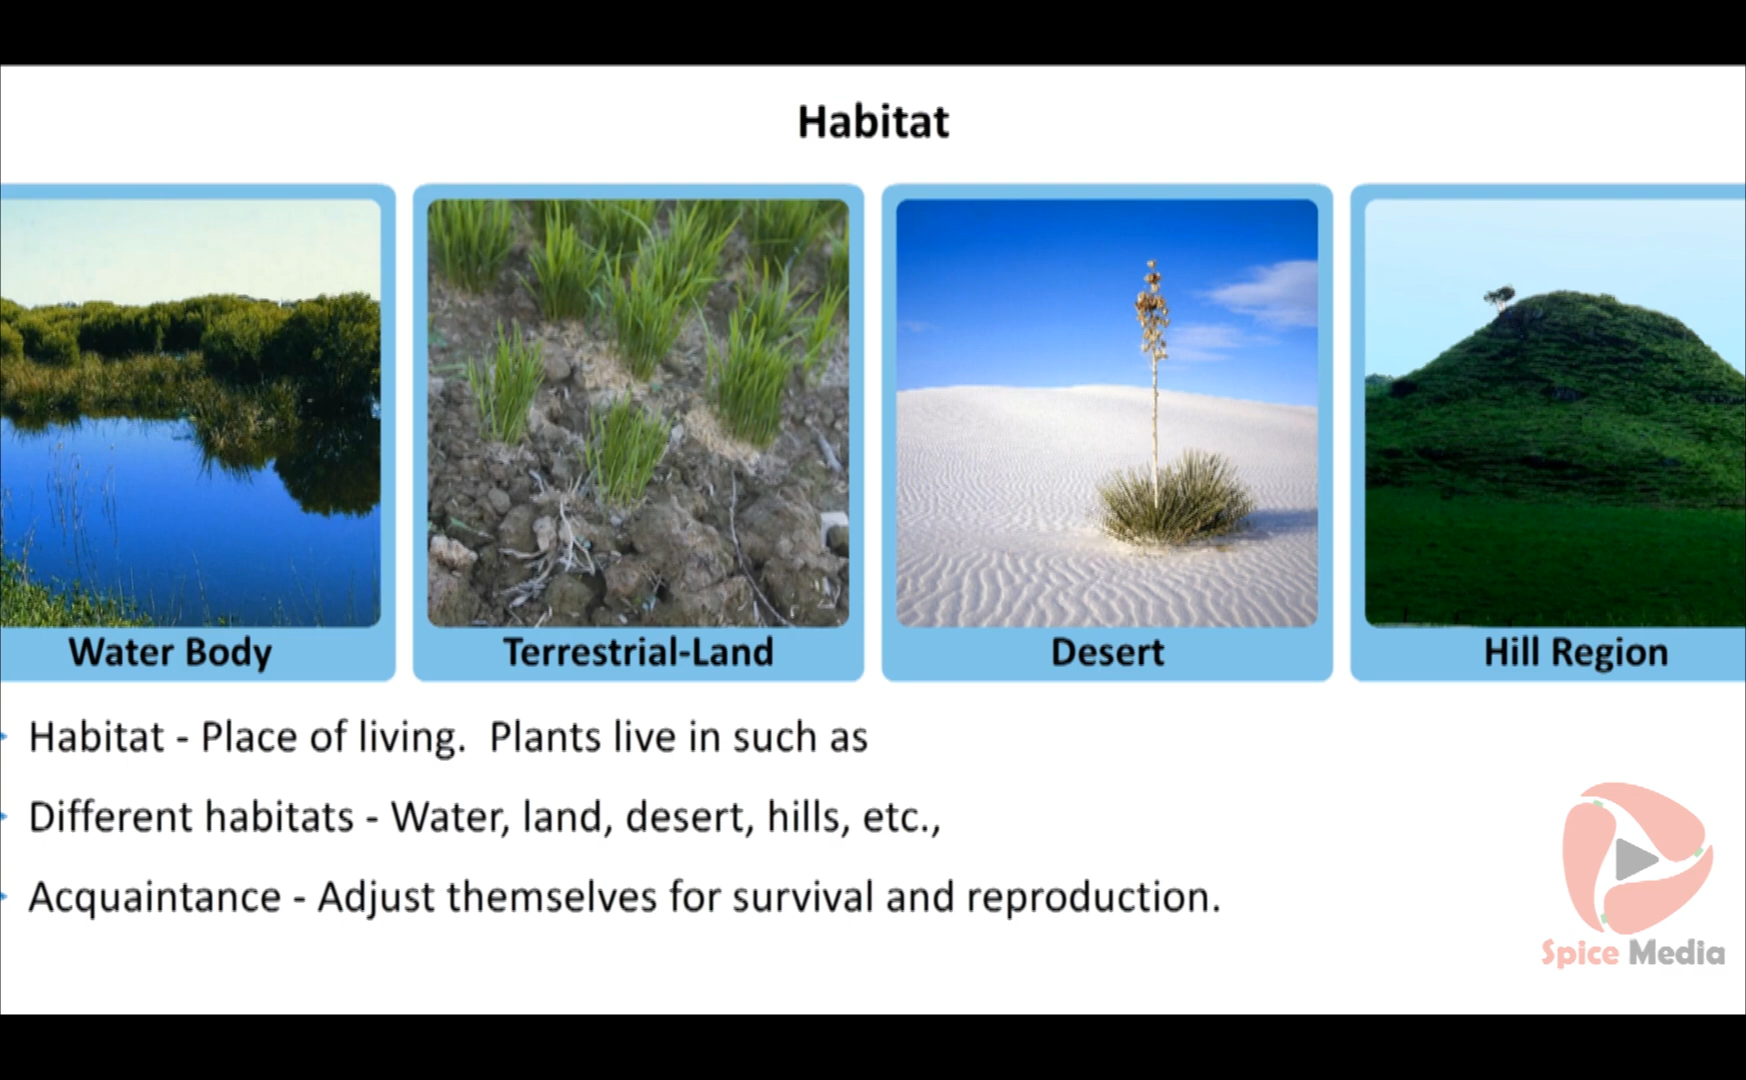 Habitat
Water Body
Terrestrial-Land
Desert
Hill Region
Habitat - Place of living.  Plants live in such as
Different habitats - Water, land, desert, hills, etc.,
Acquaintance - Adjust themselves for survival and reproduction.
Spice Media